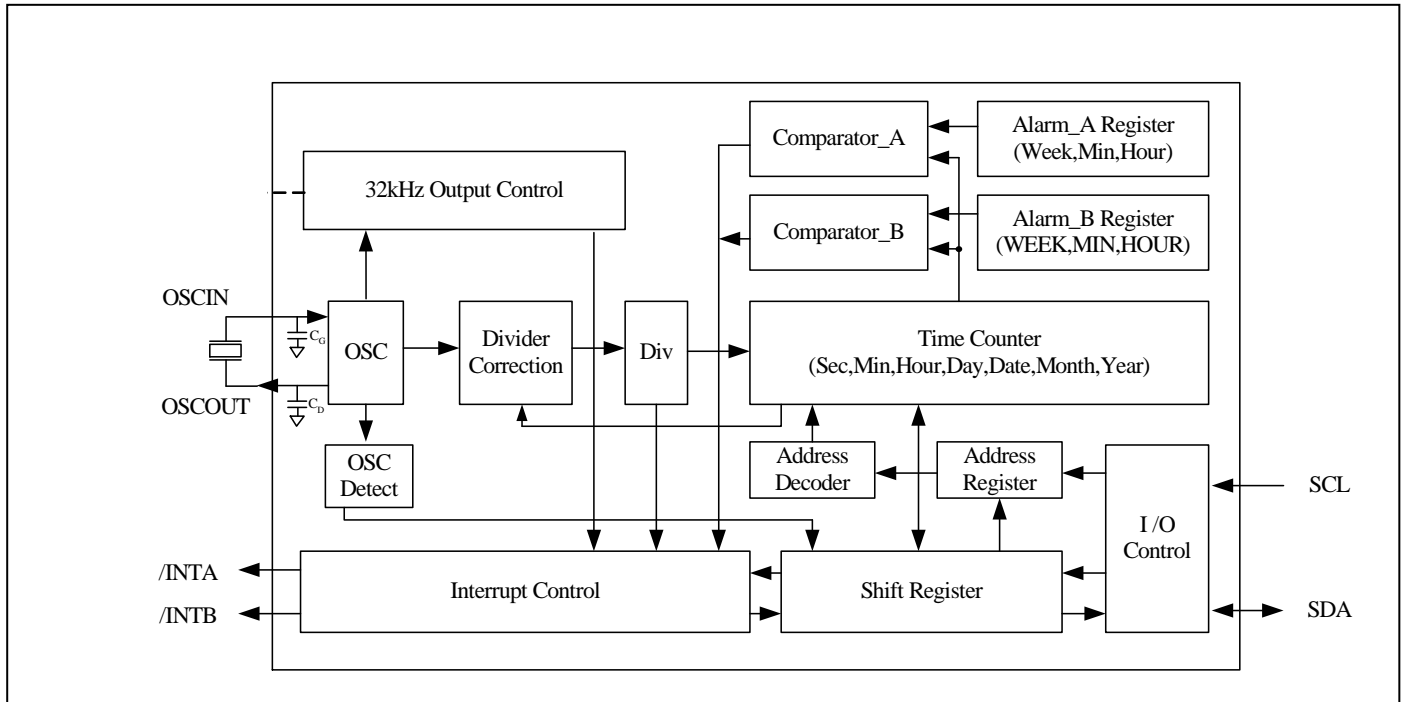 Comparator_A
Alarm_A Register
(Week,Min,Hour)
32kHz Output Control
Comparator_B
Alarm_B Register
(WEEK,MIN,HOUR)
OSCIN
CG
OSC
Divider
Correction
Div
Time Counter
(Sec,Min,Hour,Day,Date,Month,Year)
OSCOUT
CD
OSC
Detect
Address
Decoder
Address
Register
I /O
Control
SCL
/INTA
/INTB
Interrupt Control
Shift Register
SDA